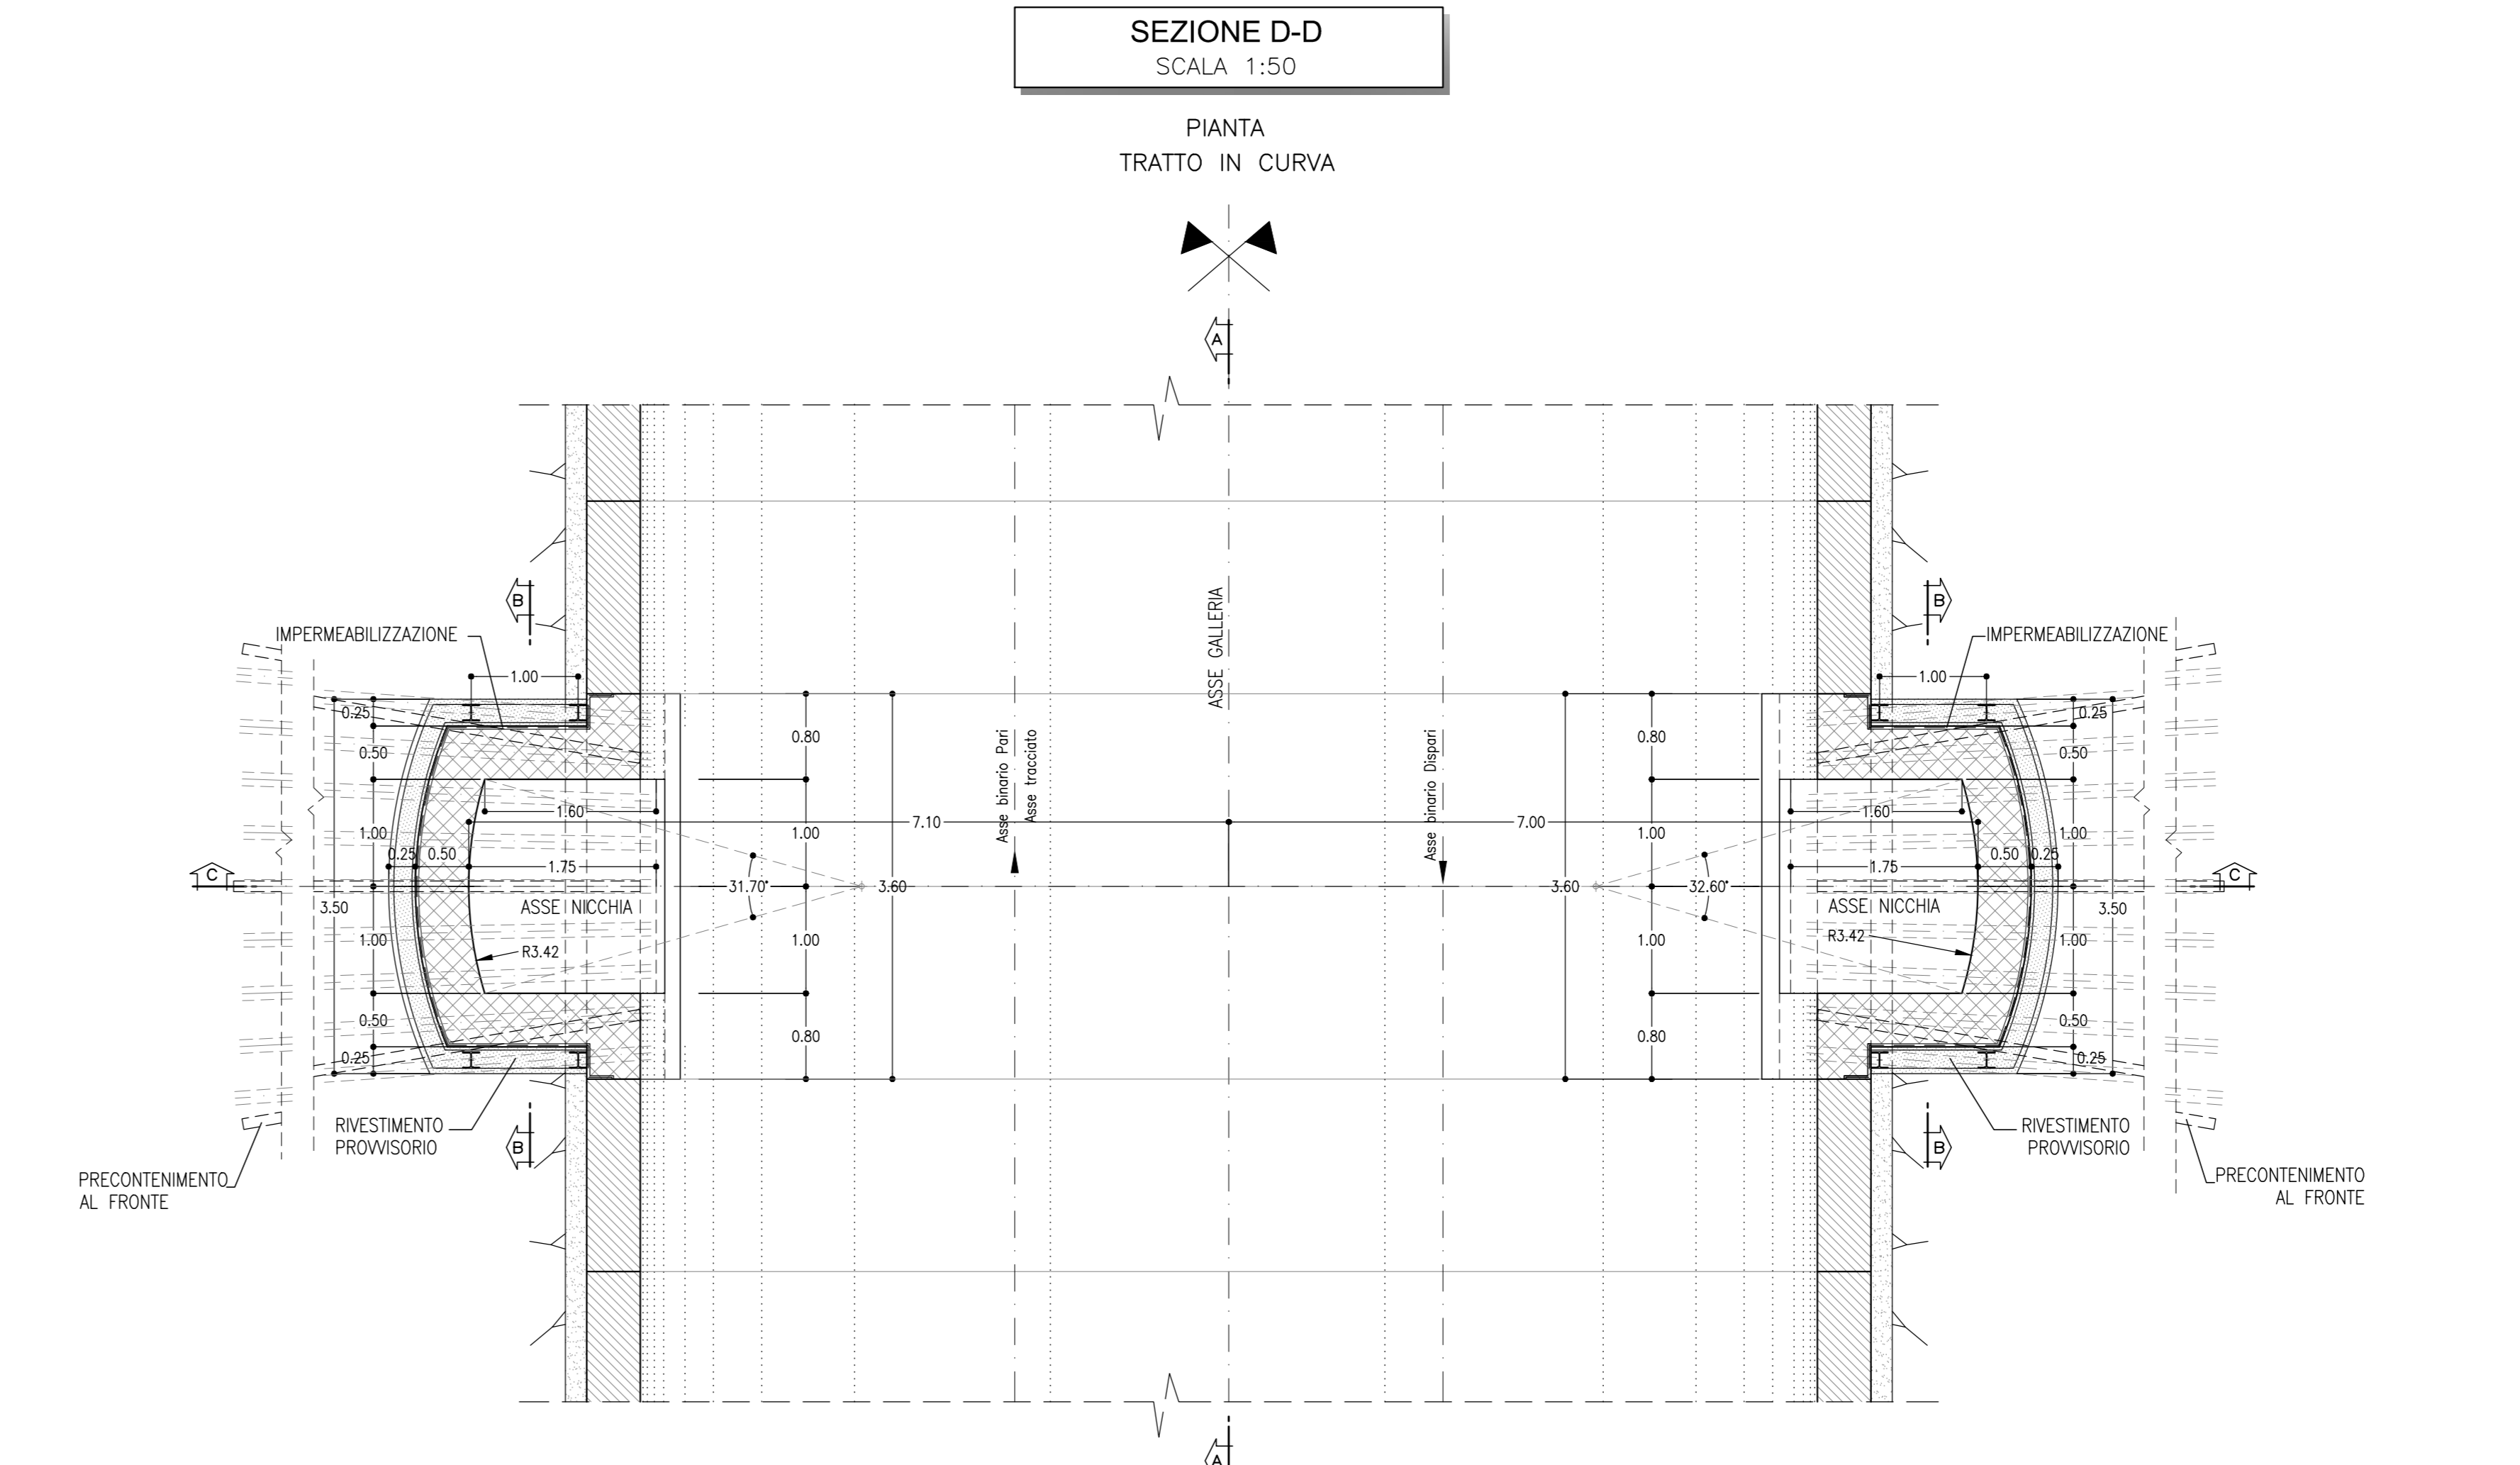 SEZIONE D-D
SCALA 1:50
PIANTA
TRATTO IN CURVA
A
ASSE GALLERIA
Asse binario Pari
Asse tracciato
Asse binario Dispari
B
B
IMPERMEABILIZZAZIONE
IMPERMEABILIZZAZIONE
1.00
1.00
0.25
0.25
0.50
0.80
0.80
0.50
1.60
1.60
7.10
7.00
1.00
1.00
1.00
1.00
0.25
0.50
1.75
1.75
0.50
0.25
C
31.70°
3.60
3.60
32.60°
C
3.50
ASSE NICCHIA
ASSE NICCHIA
3.50
1.00
R3.42
1.00
1.00
R3.42
1.00
0.50
0.80
0.80
0.50
0.25
0.25
RIVESTIMENTO
PROVVISORIO
B
B
RIVESTIMENTO
PROVVISORIO
PRECONTENIMENTO
AL FRONTE
PRECONTENIMENTO
AL FRONTE
A